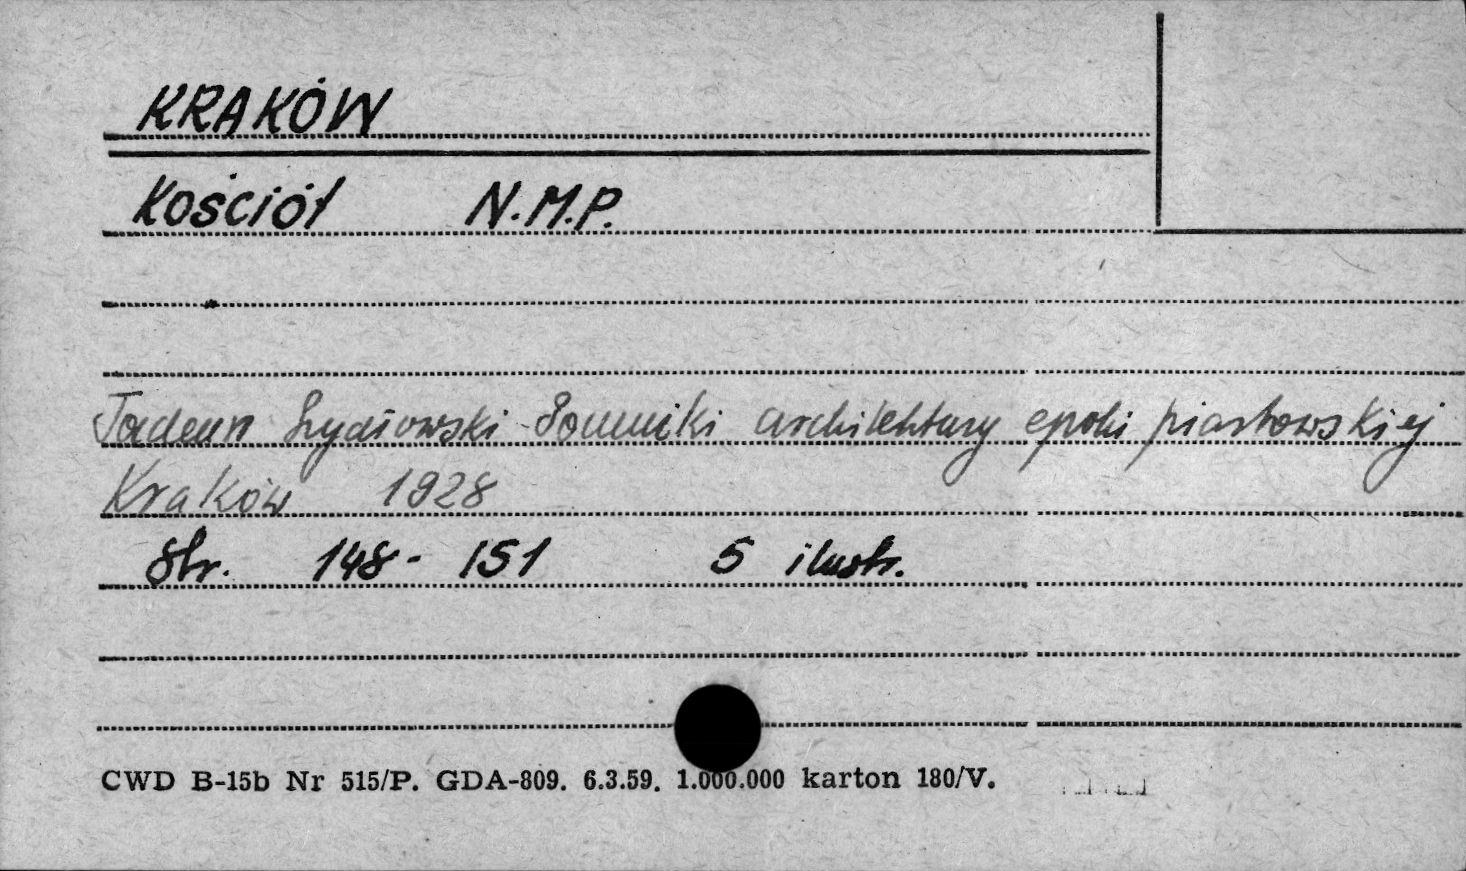 KRAKÓW
Kościół N.M.P.
Tadeusz Szydłowski Pomniki architektury epoki piastowskiej
Kraków 1928
Str. 148-151 5 ilustr.
CWD B-15b Nr 515/P. GDA-809. 6.3.59. 1.000.000 karton 180/V.